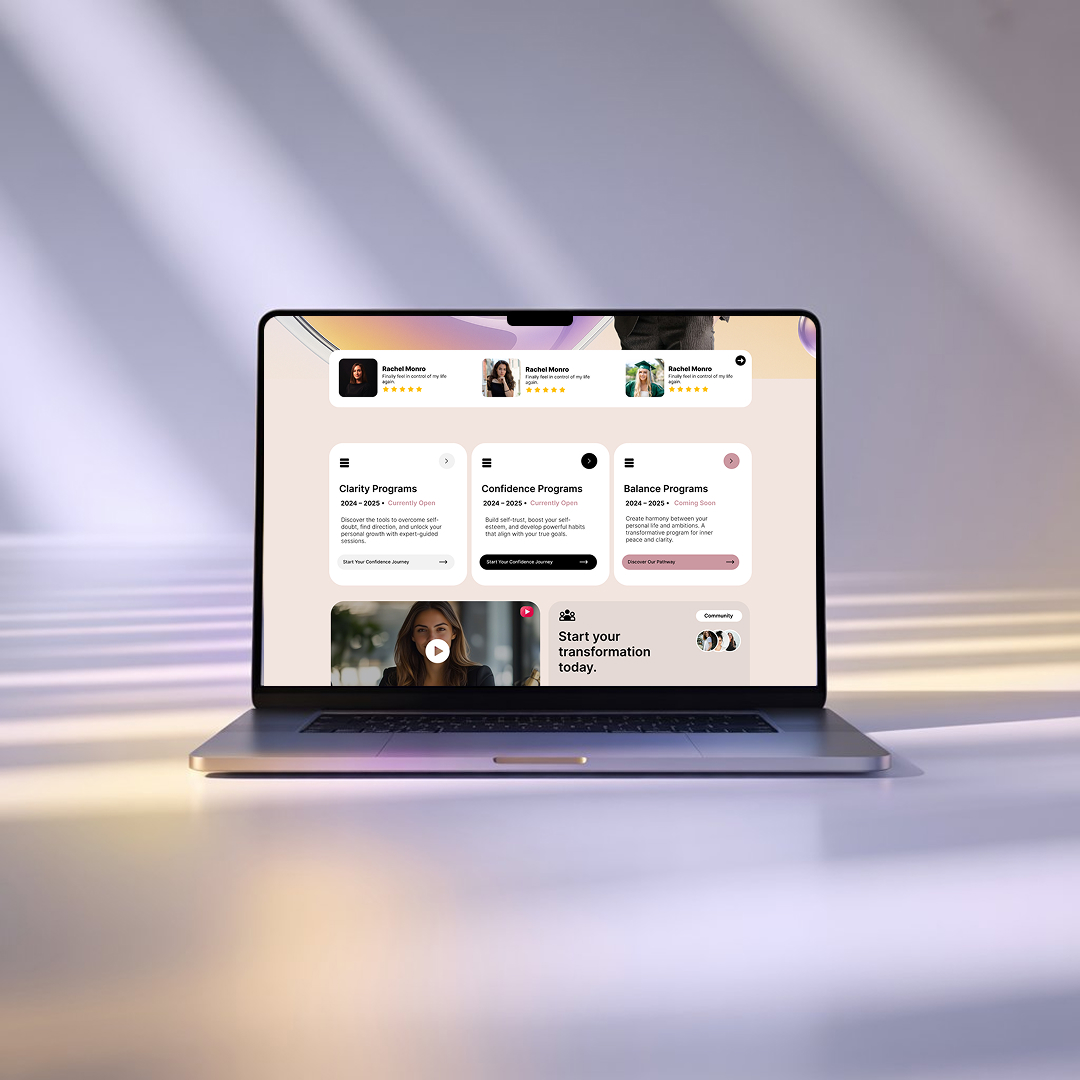 Rachel Monro
Finally feel in control of my life
again.
Rachel Monro
Finally feel in control of my life
again.
Rachel Monro
Finally feel in control of my life
again.
Clarity Programs
2024 – 2025 • Currently Open
Discover the tools to overcome self-
doubt, find direction, and unlock your
personal growth with expert-guided
sessions.
Start Your Confidence Journey
Confidence Programs
2024 – 2025 • Currently Open
Build self-trust, boost your self-
esteem, and develop powerful habits
that align with your true goals.
Start Your Confidence Journey
Balance Programs
2024 – 2025 • Coming Soon
Create harmony between your
personal life and ambitions. A
transformative program for inner
peace and clarity.
Discover Our Pathway
Community
Start your
transformation
today.